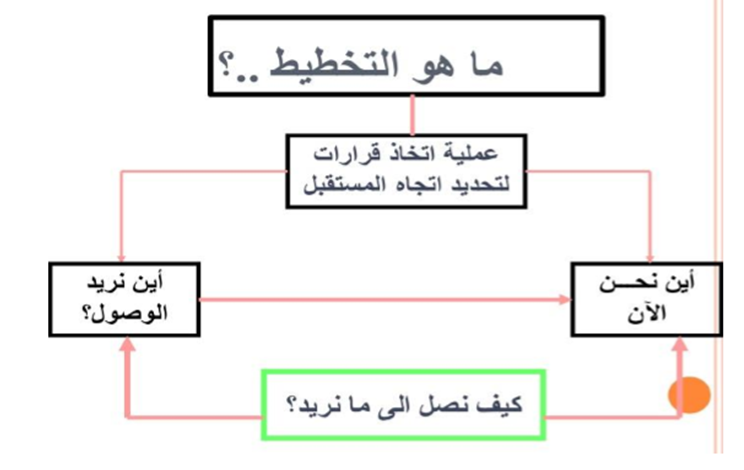 ما هو التخطيط ..؟
عملية اتخاذ قرارات
لتحديد اتجاه المستقبل
أين نحـــن
الآن
أين نريد
الوصول؟
كيف نصل الى ما نريد؟